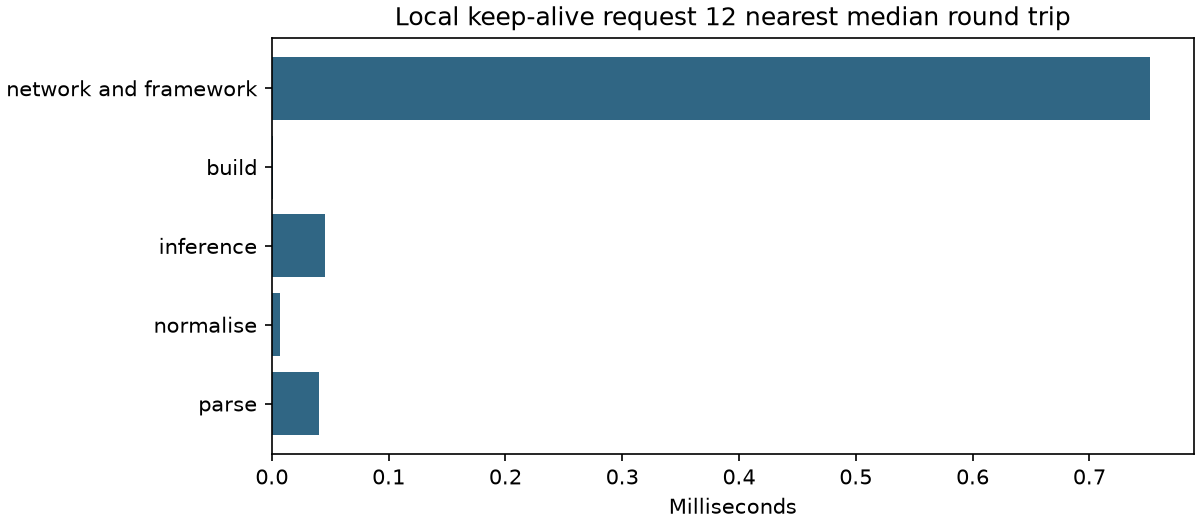 Local keep-alive request 12 nearest median round trip
network and framework
build
inference
normalise
parse
0.0 0.1 0.2 0.3 0.4 0.5 0.6 0.7
Milliseconds